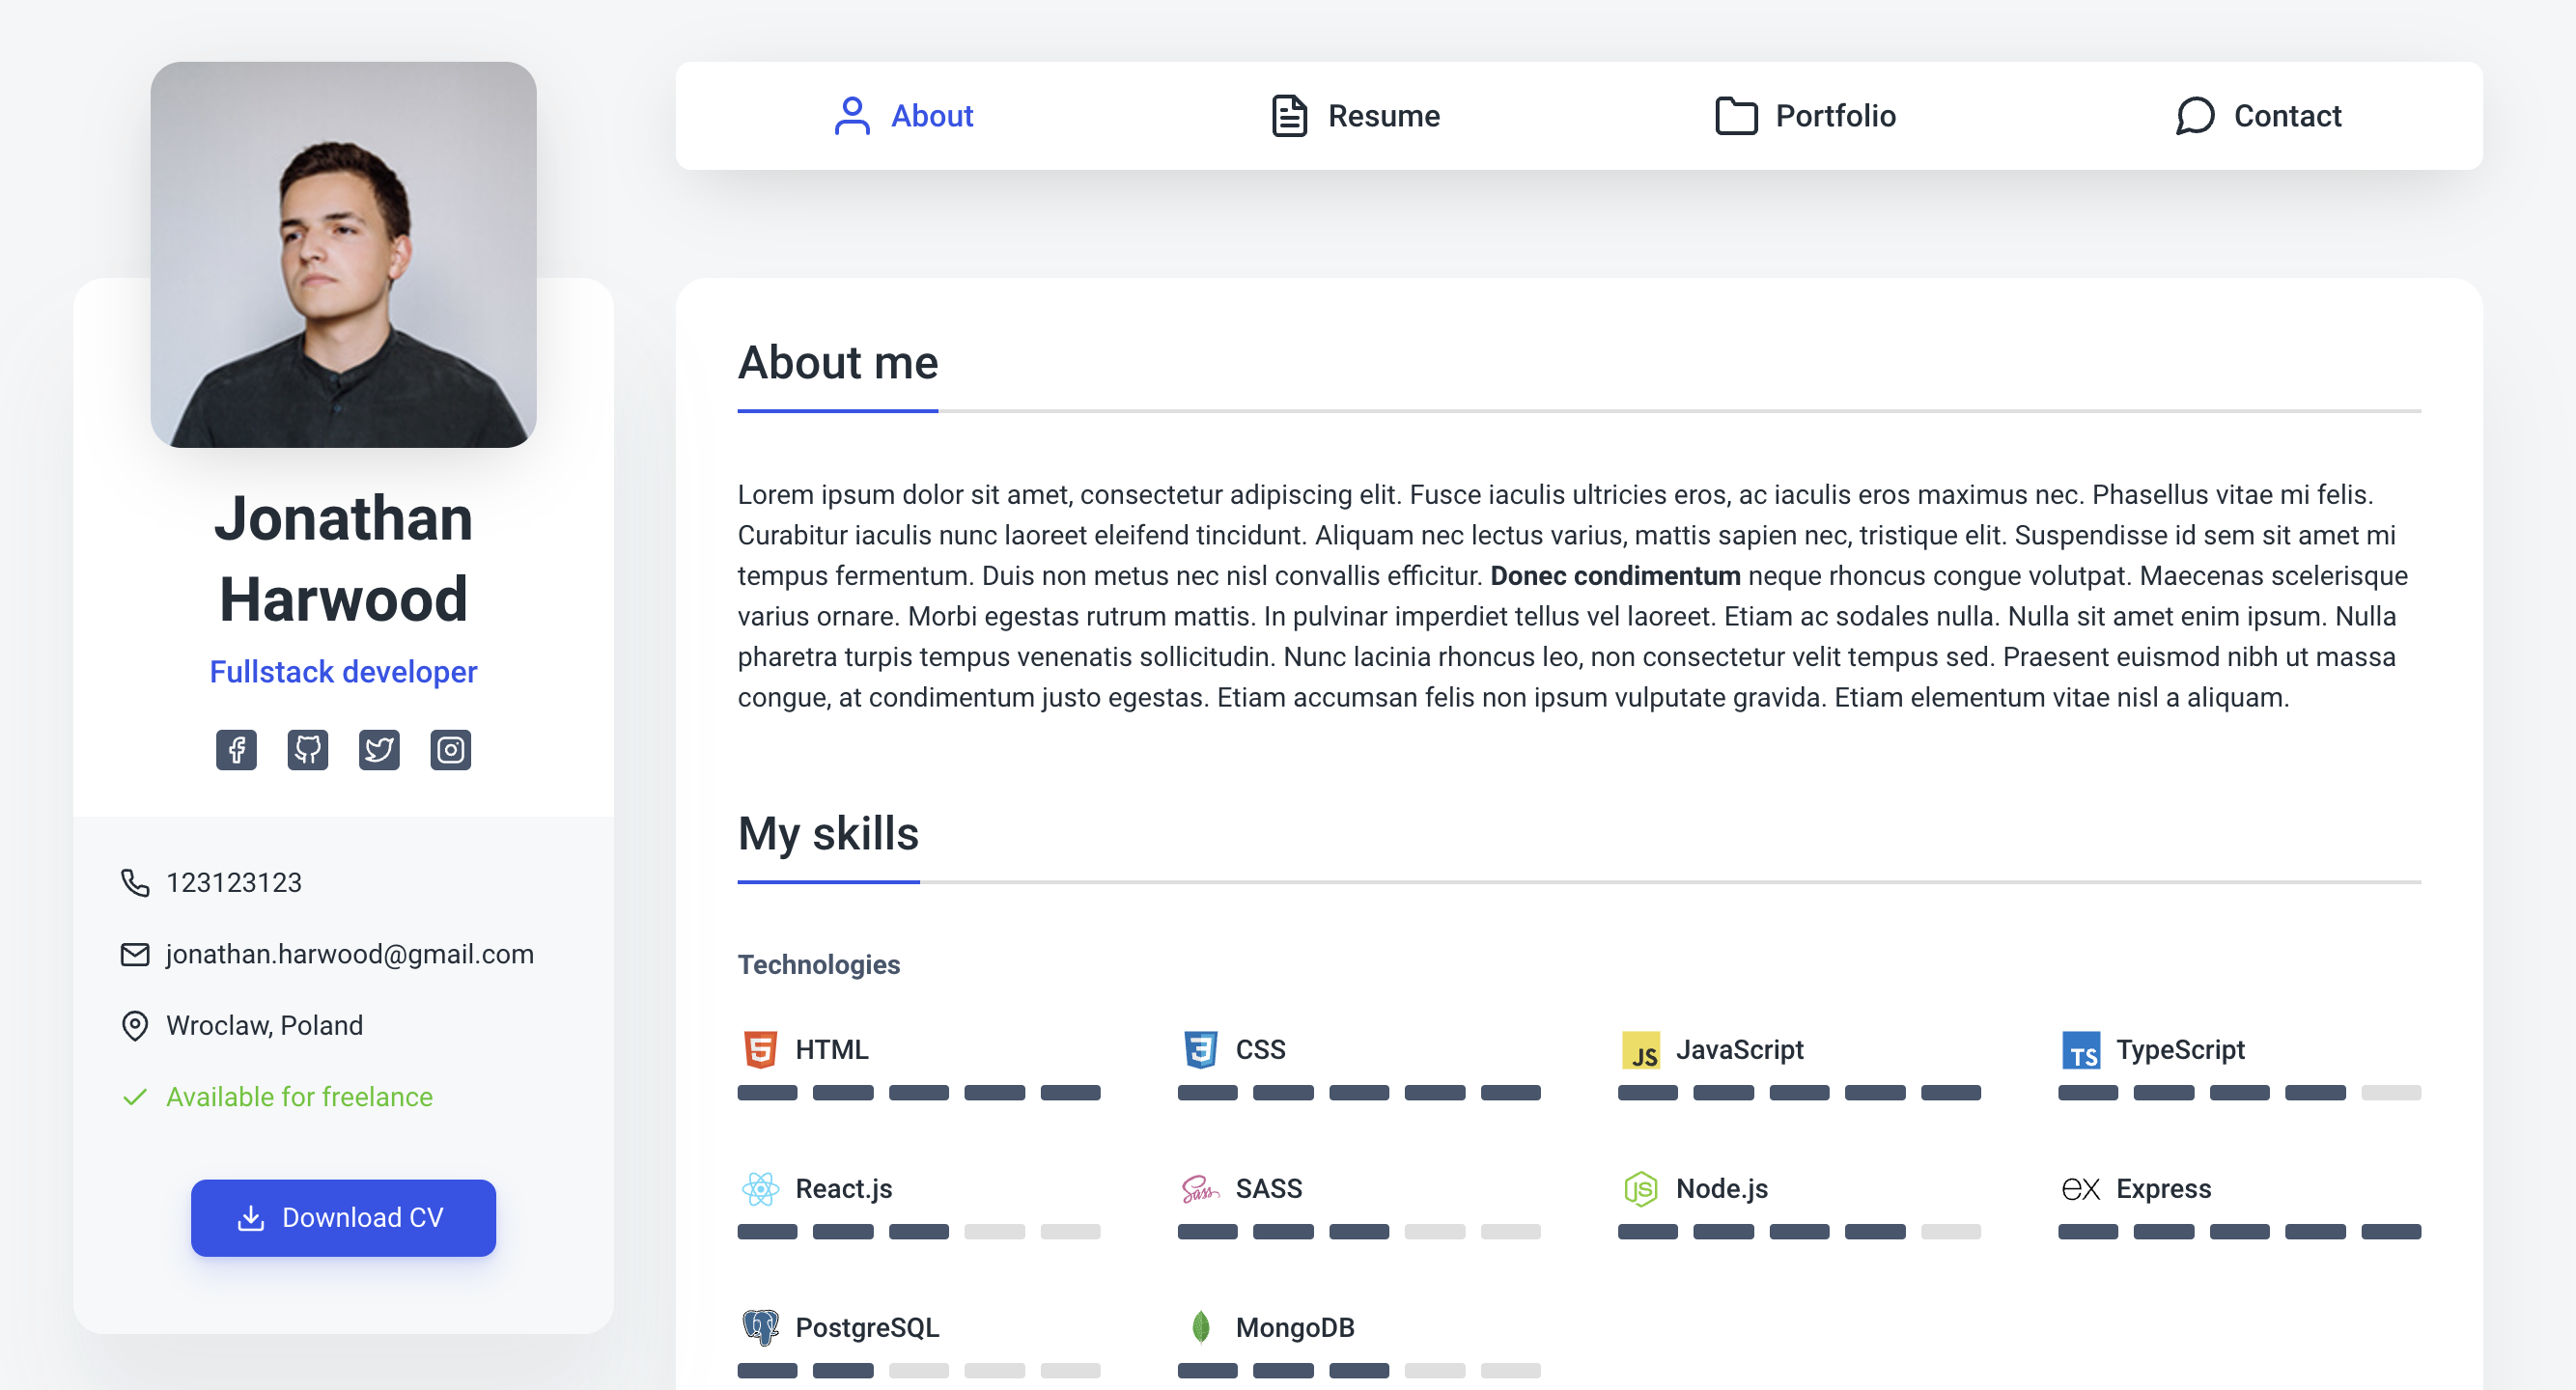 About
Resume
Portfolio
Contact
Jonathan
Harwood
Fullstack developer
123123123
jonathan.harwood@gmail.com
Wroclaw, Poland
Available for freelance
Download CV
About me
Lorem ipsum dolor sit amet, consectetur adipiscing elit. Fusce iaculis ultricies eros, ac iaculis eros maximus nec. Phasellus vitae mi felis.
Curabitur iaculis nunc laoreet eleifend tincidunt. Aliquam nec lectus varius, mattis sapien nec, tristique elit. Suspendisse id sem sit amet mi
tempus fermentum. Duis non metus nec nisl convallis efficitur. Donec condimentum neque rhoncus congue volutpat. Maecenas scelerisque
varius ornare. Morbi egestas rutrum mattis. In pulvinar imperdiet tellus vel laoreet. Etiam ac sodales nulla. Nulla sit amet enim ipsum. Nulla
pharetra turpis tempus venenatis sollicitudin. Nunc lacinia rhoncus leo, non consectetur velit tempus sed. Praesent euismod nibh ut massa
congue, at condimentum justo egestas. Etiam accumsan felis non ipsum vulputate gravida. Etiam elementum vitae nisl a aliquam.
My skills
Technologies
5 HTML
3 CSS
JS JavaScript
TS TypeScript
React.js
Sass SASS
JS Node.js
ex Express
PostgreSQL
MongoDB